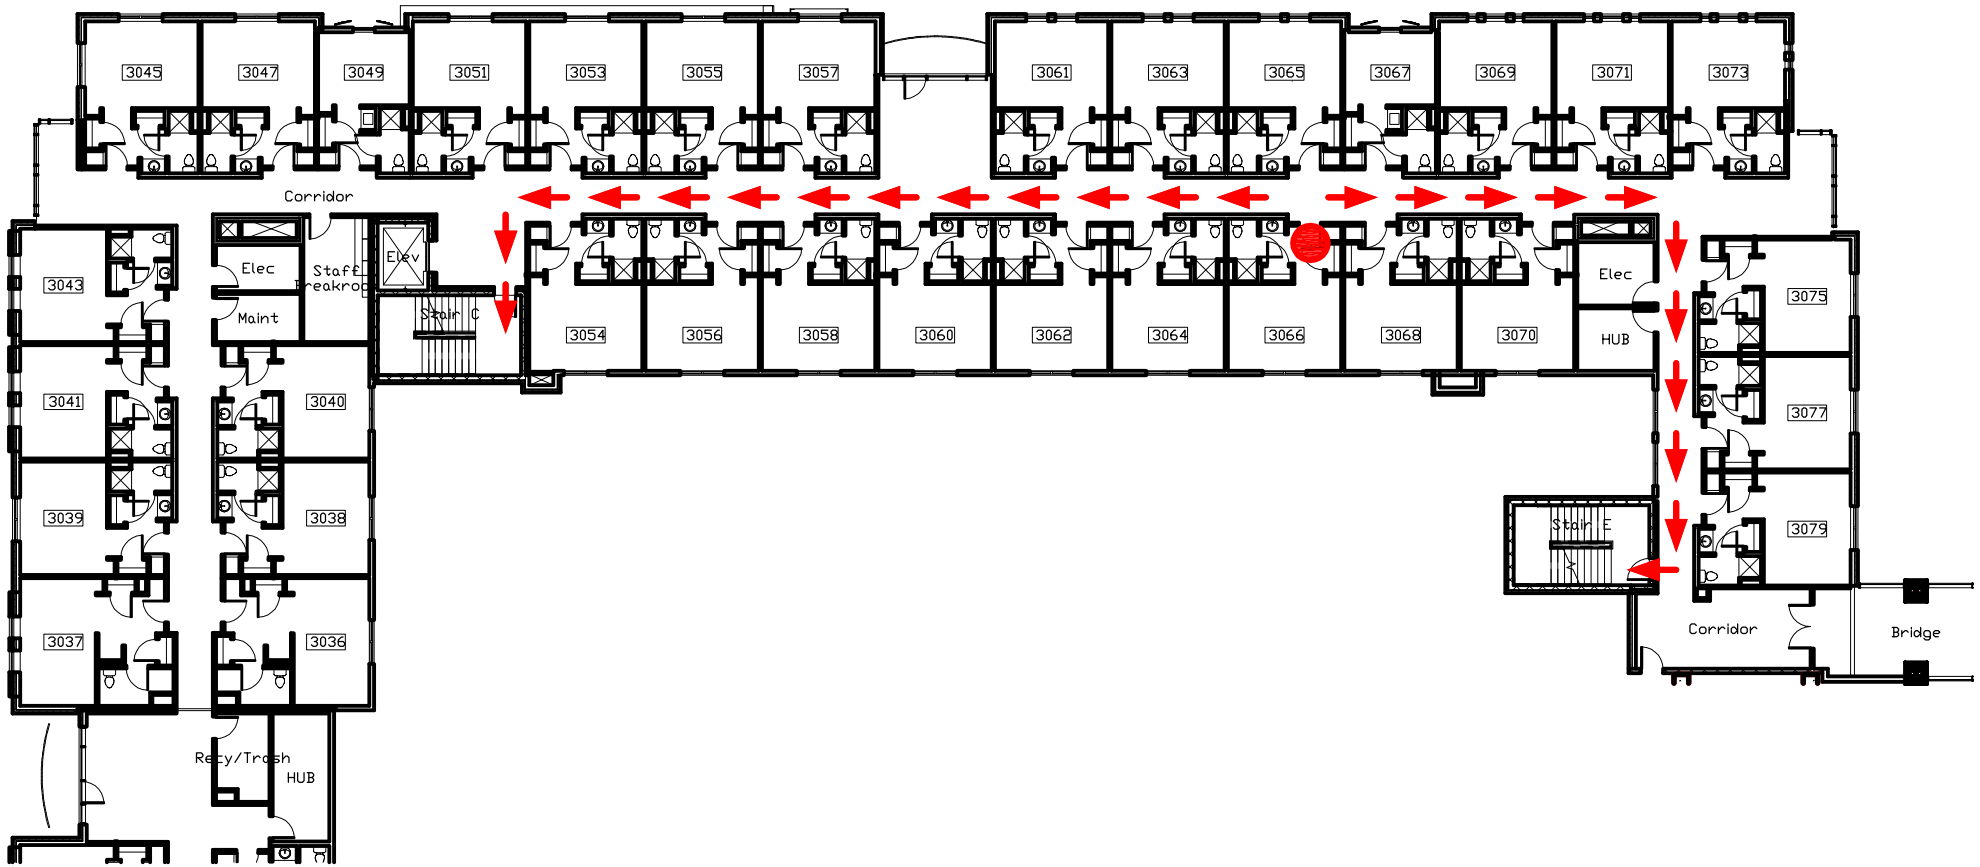 3045 3047 3049 3051 3053 3055 3057 3061 3063 3065 3067 3069 3071 3073
Corridor
3043
Elec
Staff
Breakroo
Elev
Maint
Stair C
3054 3056 3058 3060 3062 3064 3066 3068 3070
Elec
HUB
3075
3041
3040
3077
3039
3038
Stair E
3079
3037
3036
Corridor
Bridge
Recy/Trash
HUB